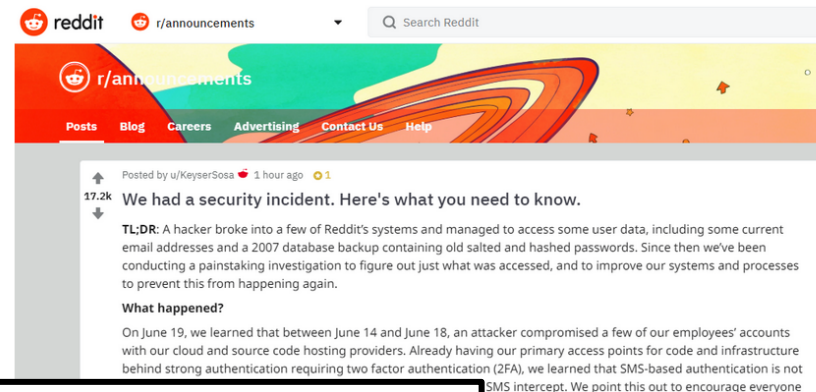 reddit
r/announcements
Search Reddit
r/announcements
Posts Blog Careers Advertising Contact Us Help
Posted by u/KeyserSosa 1 hour ago 1
17.2k
We had a security incident. Here's what you need to know.
TL;DR: A hacker broke into a few of Reddit's systems and managed to access some user data, including some current
email addresses and a 2007 database backup containing old salted and hashed passwords. Since then we've been
conducting a painstaking investigation to figure out just what was accessed, and to improve our systems and processes
to prevent this from happening again.
What happened?
On June 19, we learned that between June 14 and June 18, an attacker compromised a few of our employees' accounts
with our cloud and source code hosting providers. Already having our primary access points for code and infrastructure
behind strong authentication requiring two factor authentication (2FA), we learned that SMS-based authentication is not
SMS intercept. We point this out to encourage everyone